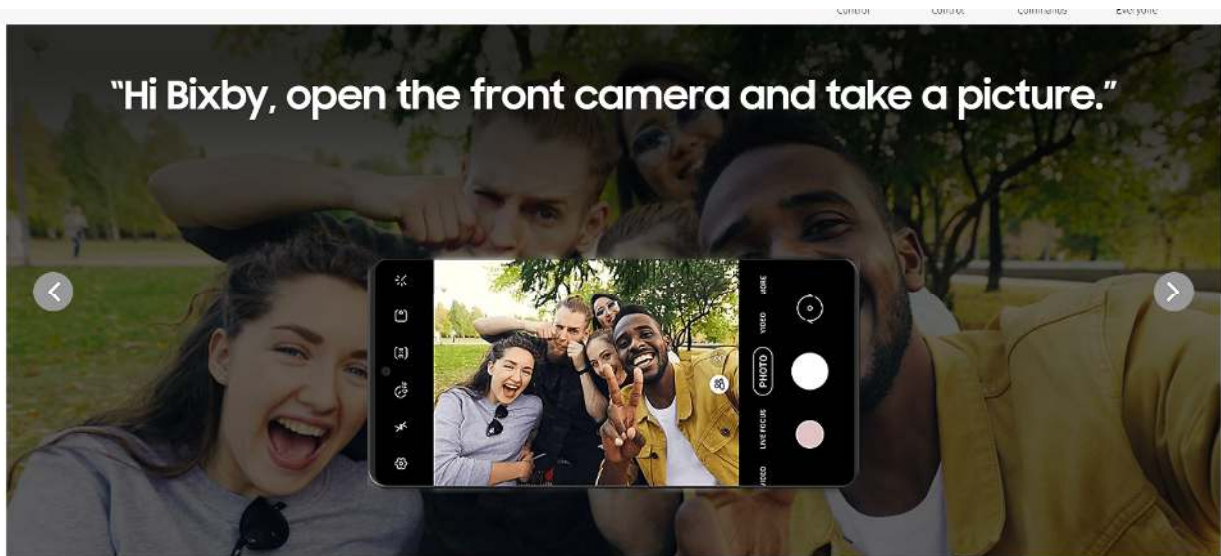 Control Control Commands Everyone
"Hi Bixby, open the front camera and take a picture."
MORE
VIDEO
PHOTO
LIVE FOCUS
VIDEO